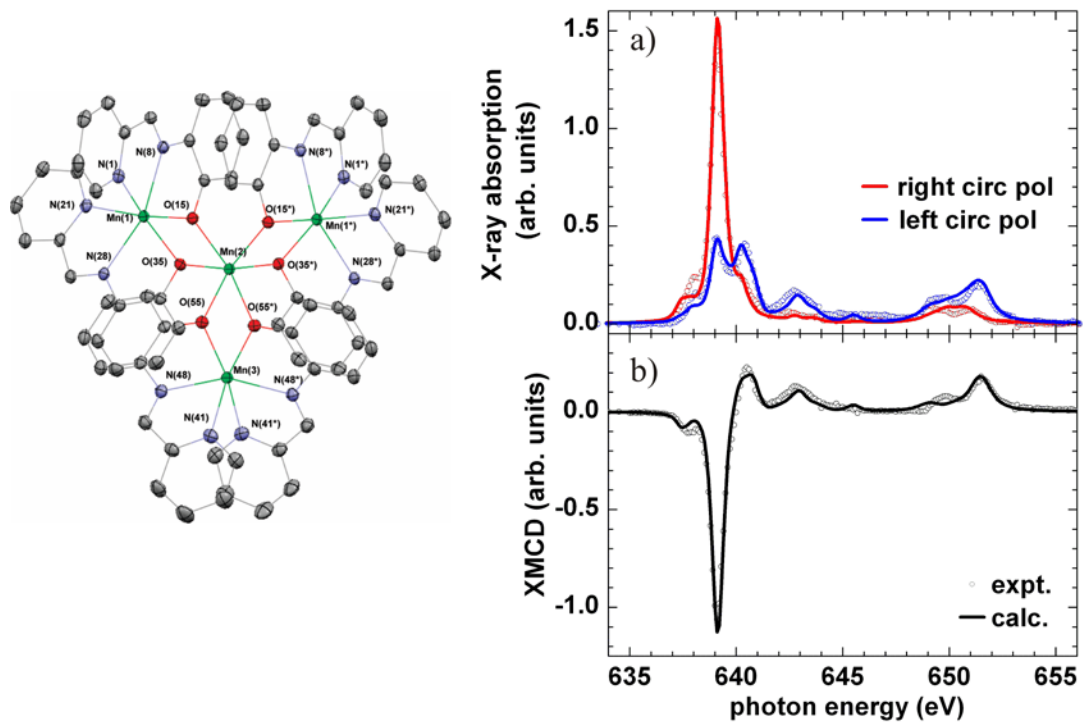 N(1)
N(8)
N(8*)
N(1*)
N(21)
O(15)
O(15*)
N(21*)
Mn(1)
Mn(1*)
Mn(2)
N(28)
O(35)
O(35*)
N(28*)
O(55)
O(55*)
Mn(3)
N(48)
N(48*)
N(41)
N(41*)
a)
1.5
1.0
0.5
0.0
X-ray absorption
(arb. units)
right circ pol
left circ pol
b)
0.0
-0.5
-1.0
XMCD (arb. units)
expt.
calc.
635
640
645
650
655
photon energy (eV)